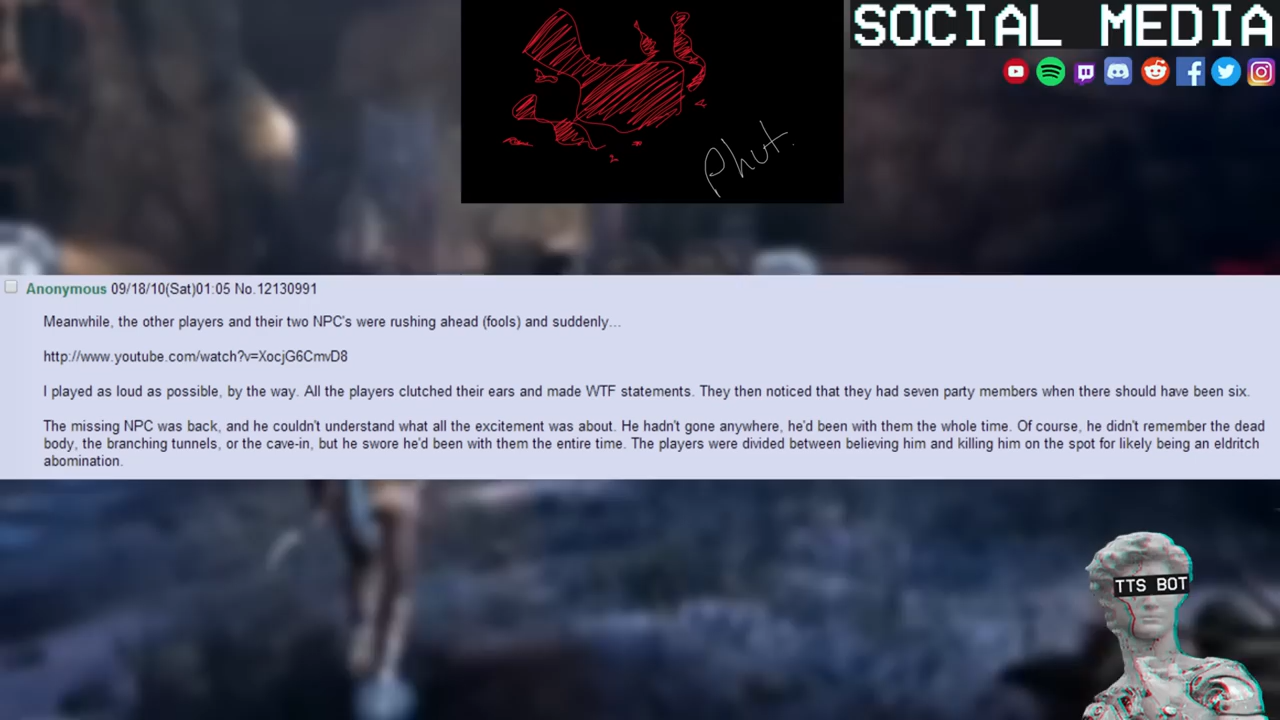 SOCIAL MEDIA
Phut.
Anonymous 09/18/10(Sat)01:05 No.12130991
Meanwhile, the other players and their two NPC's were rushing ahead (fools) and suddenly...
http://www.youtube.com/watch?v=XocjG6CmvD8
I played as loud as possible, by the way. All the players clutched their ears and made WTF statements. They then noticed that they had seven party members when there should have been six.
The missing NPC was back, and he couldn't understand what all the excitement was about. He hadn't gone anywhere, he'd been with them the whole time. Of course, he didn't remember the dead
body, the branching tunnels, or the cave-in, but he swore he'd been with them the entire time. The players were divided between believing him and killing him on the spot for likely being an eldritch
abomination.
TTS BOT